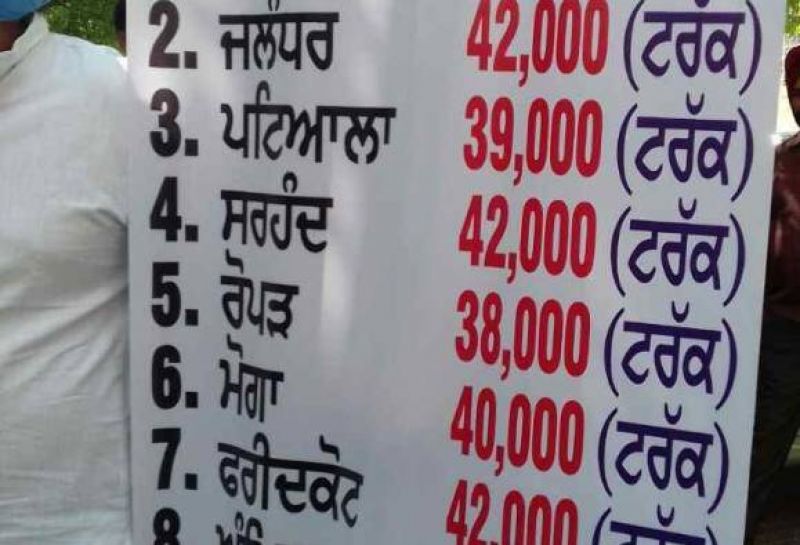 2. ਜਲੰਧਰ 42,000 (ਟਰੱਕ)
3. ਪਟਿਆਲਾ 39,000 (ਟਰੱਕ)
4. ਸਰਹੰਦ 42,000 (ਟਰੱਕ)
5. ਰੋਪੜ 38,000 (ਟਰੱਕ)
6. ਮੋਗਾ 40,000 (ਟਰੱਕ)
7. ਫਰੀਦਕੋਟ 42,000 (ਟਰੱਕ)
8.